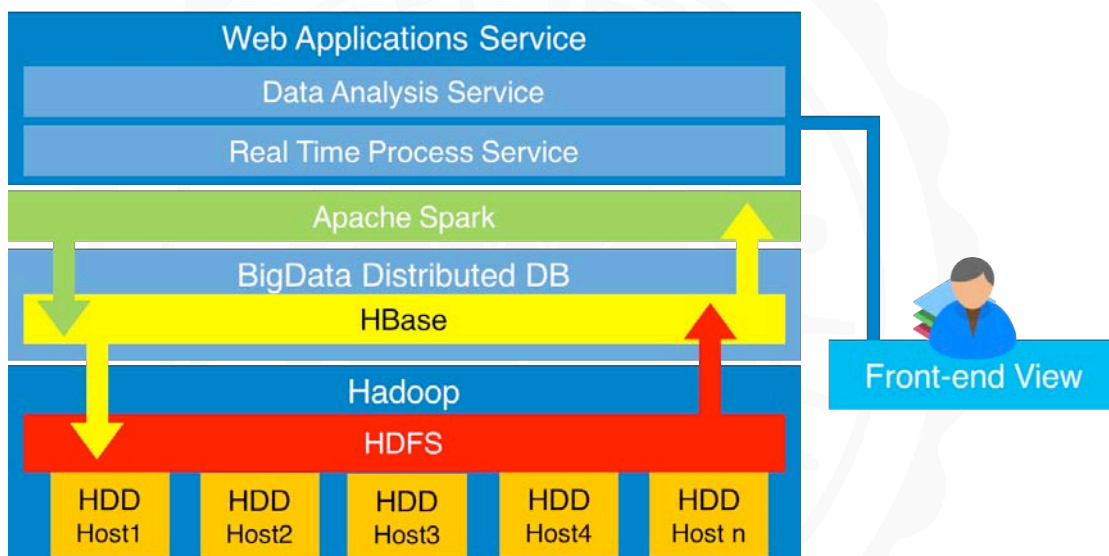 Web Applications Service
Data Analysis Service
Real Time Process Service
Apache Spark
BigData Distributed DB
HBase
Hadoop
HDFS
HDD
Host1
HDD
Host2
HDD
Host3
HDD
Host4
HDD
Host n
Front-end View